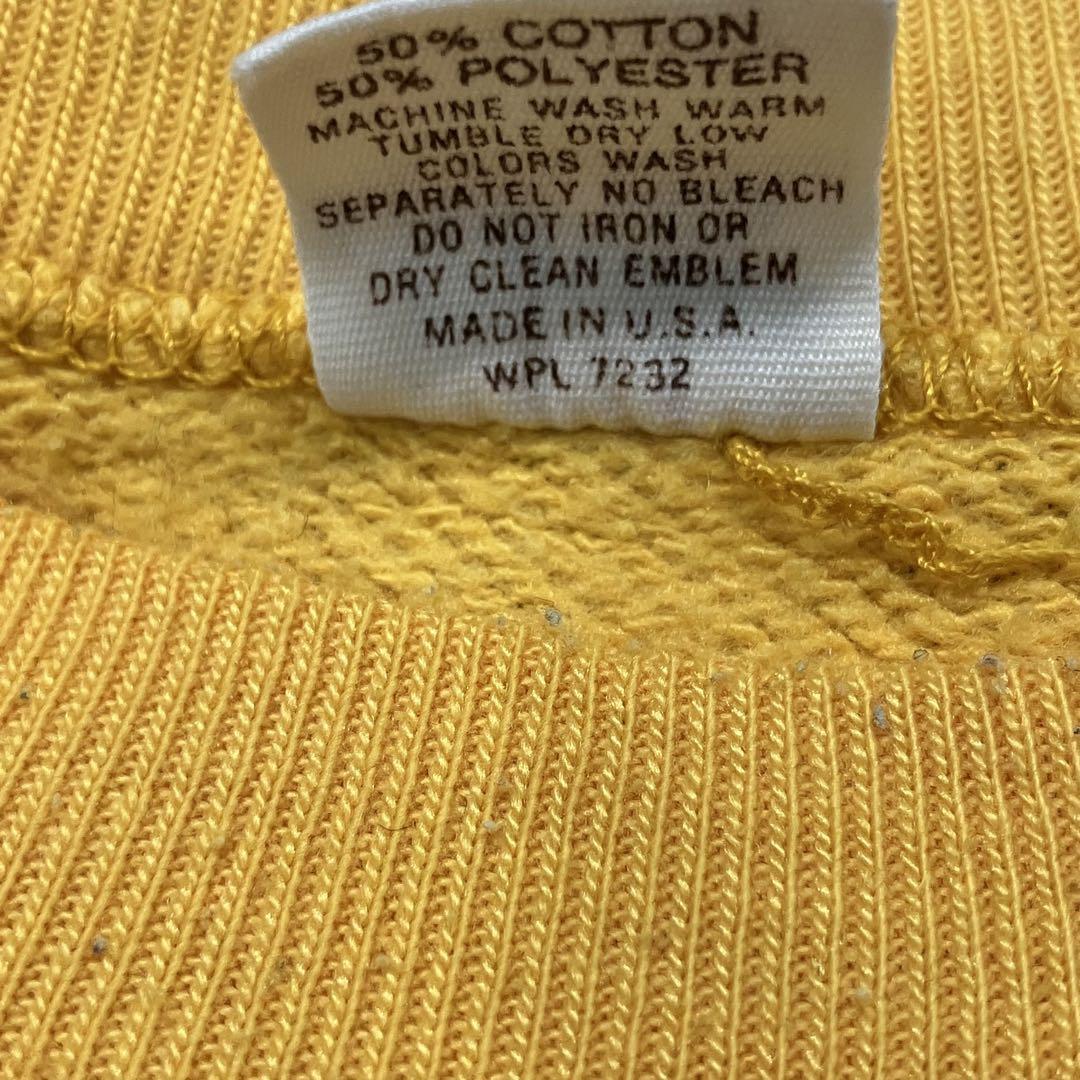 50% COTTON
50% POLYESTER
MACHINE WASH WARM
TUMBLE DRY LOW
COLORS WASH
SEPARATELY NO BLEACH
DO NOT IRON OR
DRY CLEAN EMBLEM
MADE IN U.S.A.
WPL 7232